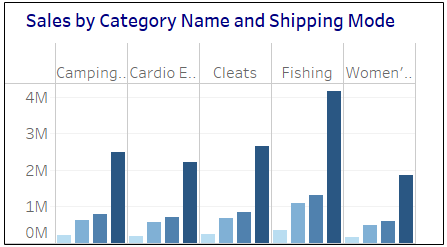 Sales by Category Name and Shipping Mode
Camping.. Cardio E.. Cleats Fishing Women'..
4M
3M
2M
1M
0M